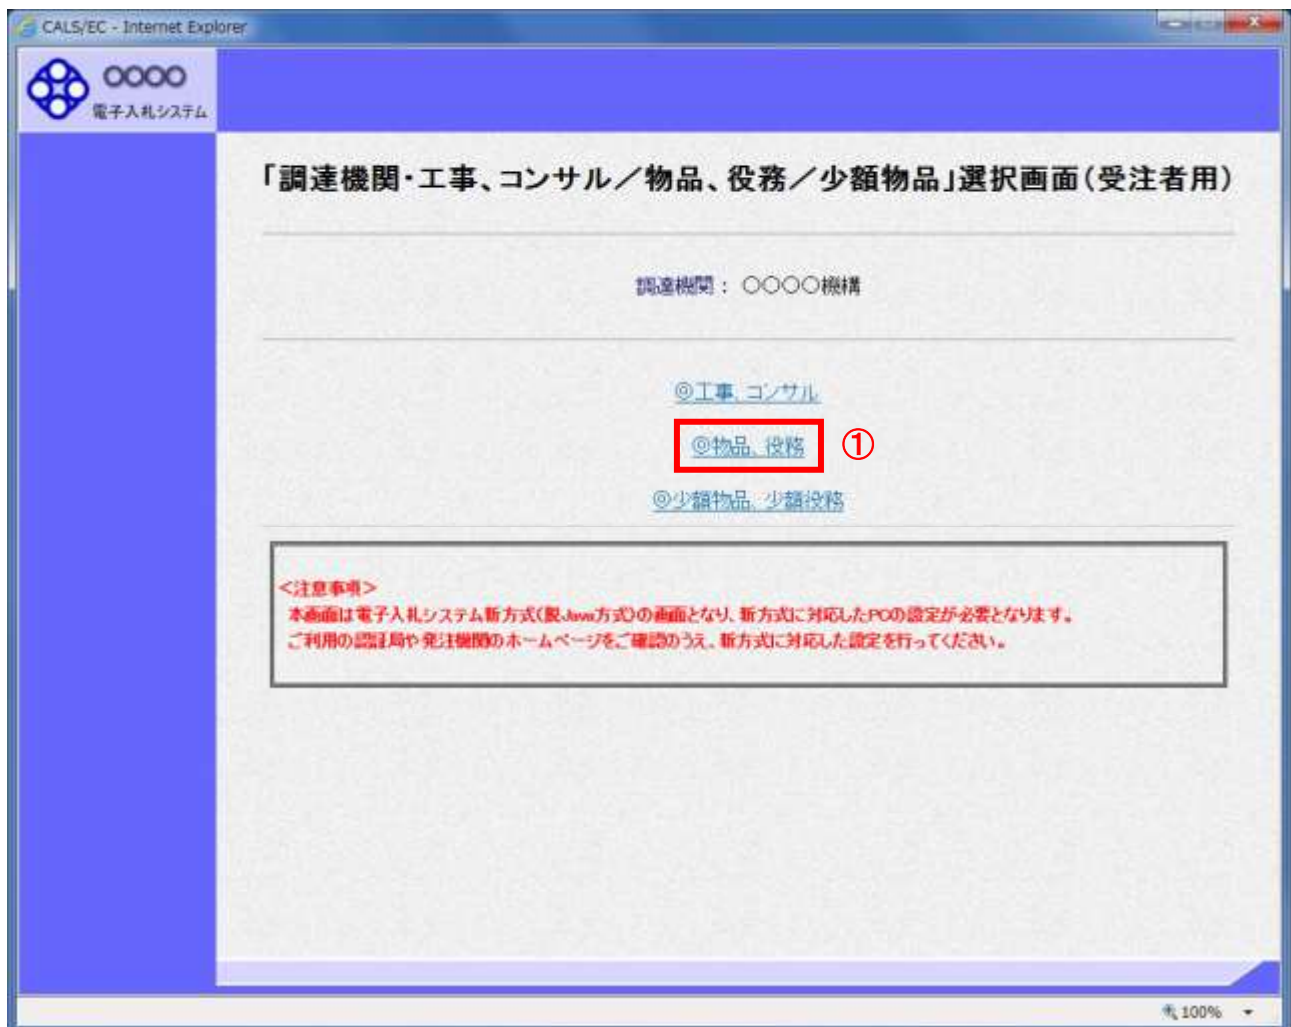 CALS/EC - Internet Explorer
○○○○
電子入札システム
「調達機関・工事、コンサル／物品、役務／少額物品」選択画面（受注者用）
調達機関： ○○○○機構
◎工事、コンサル
◎物品、役務
①
◎少額物品、少額役務
＜注意事項＞
本画面は電子入札システム新方式(脱Java方式)の画面となり、新方式に対応したPCの設定が必要となります。
ご利用の認証局や発注機関のホームページをご確認のうえ、新方式に対応した設定を行ってください。
100%